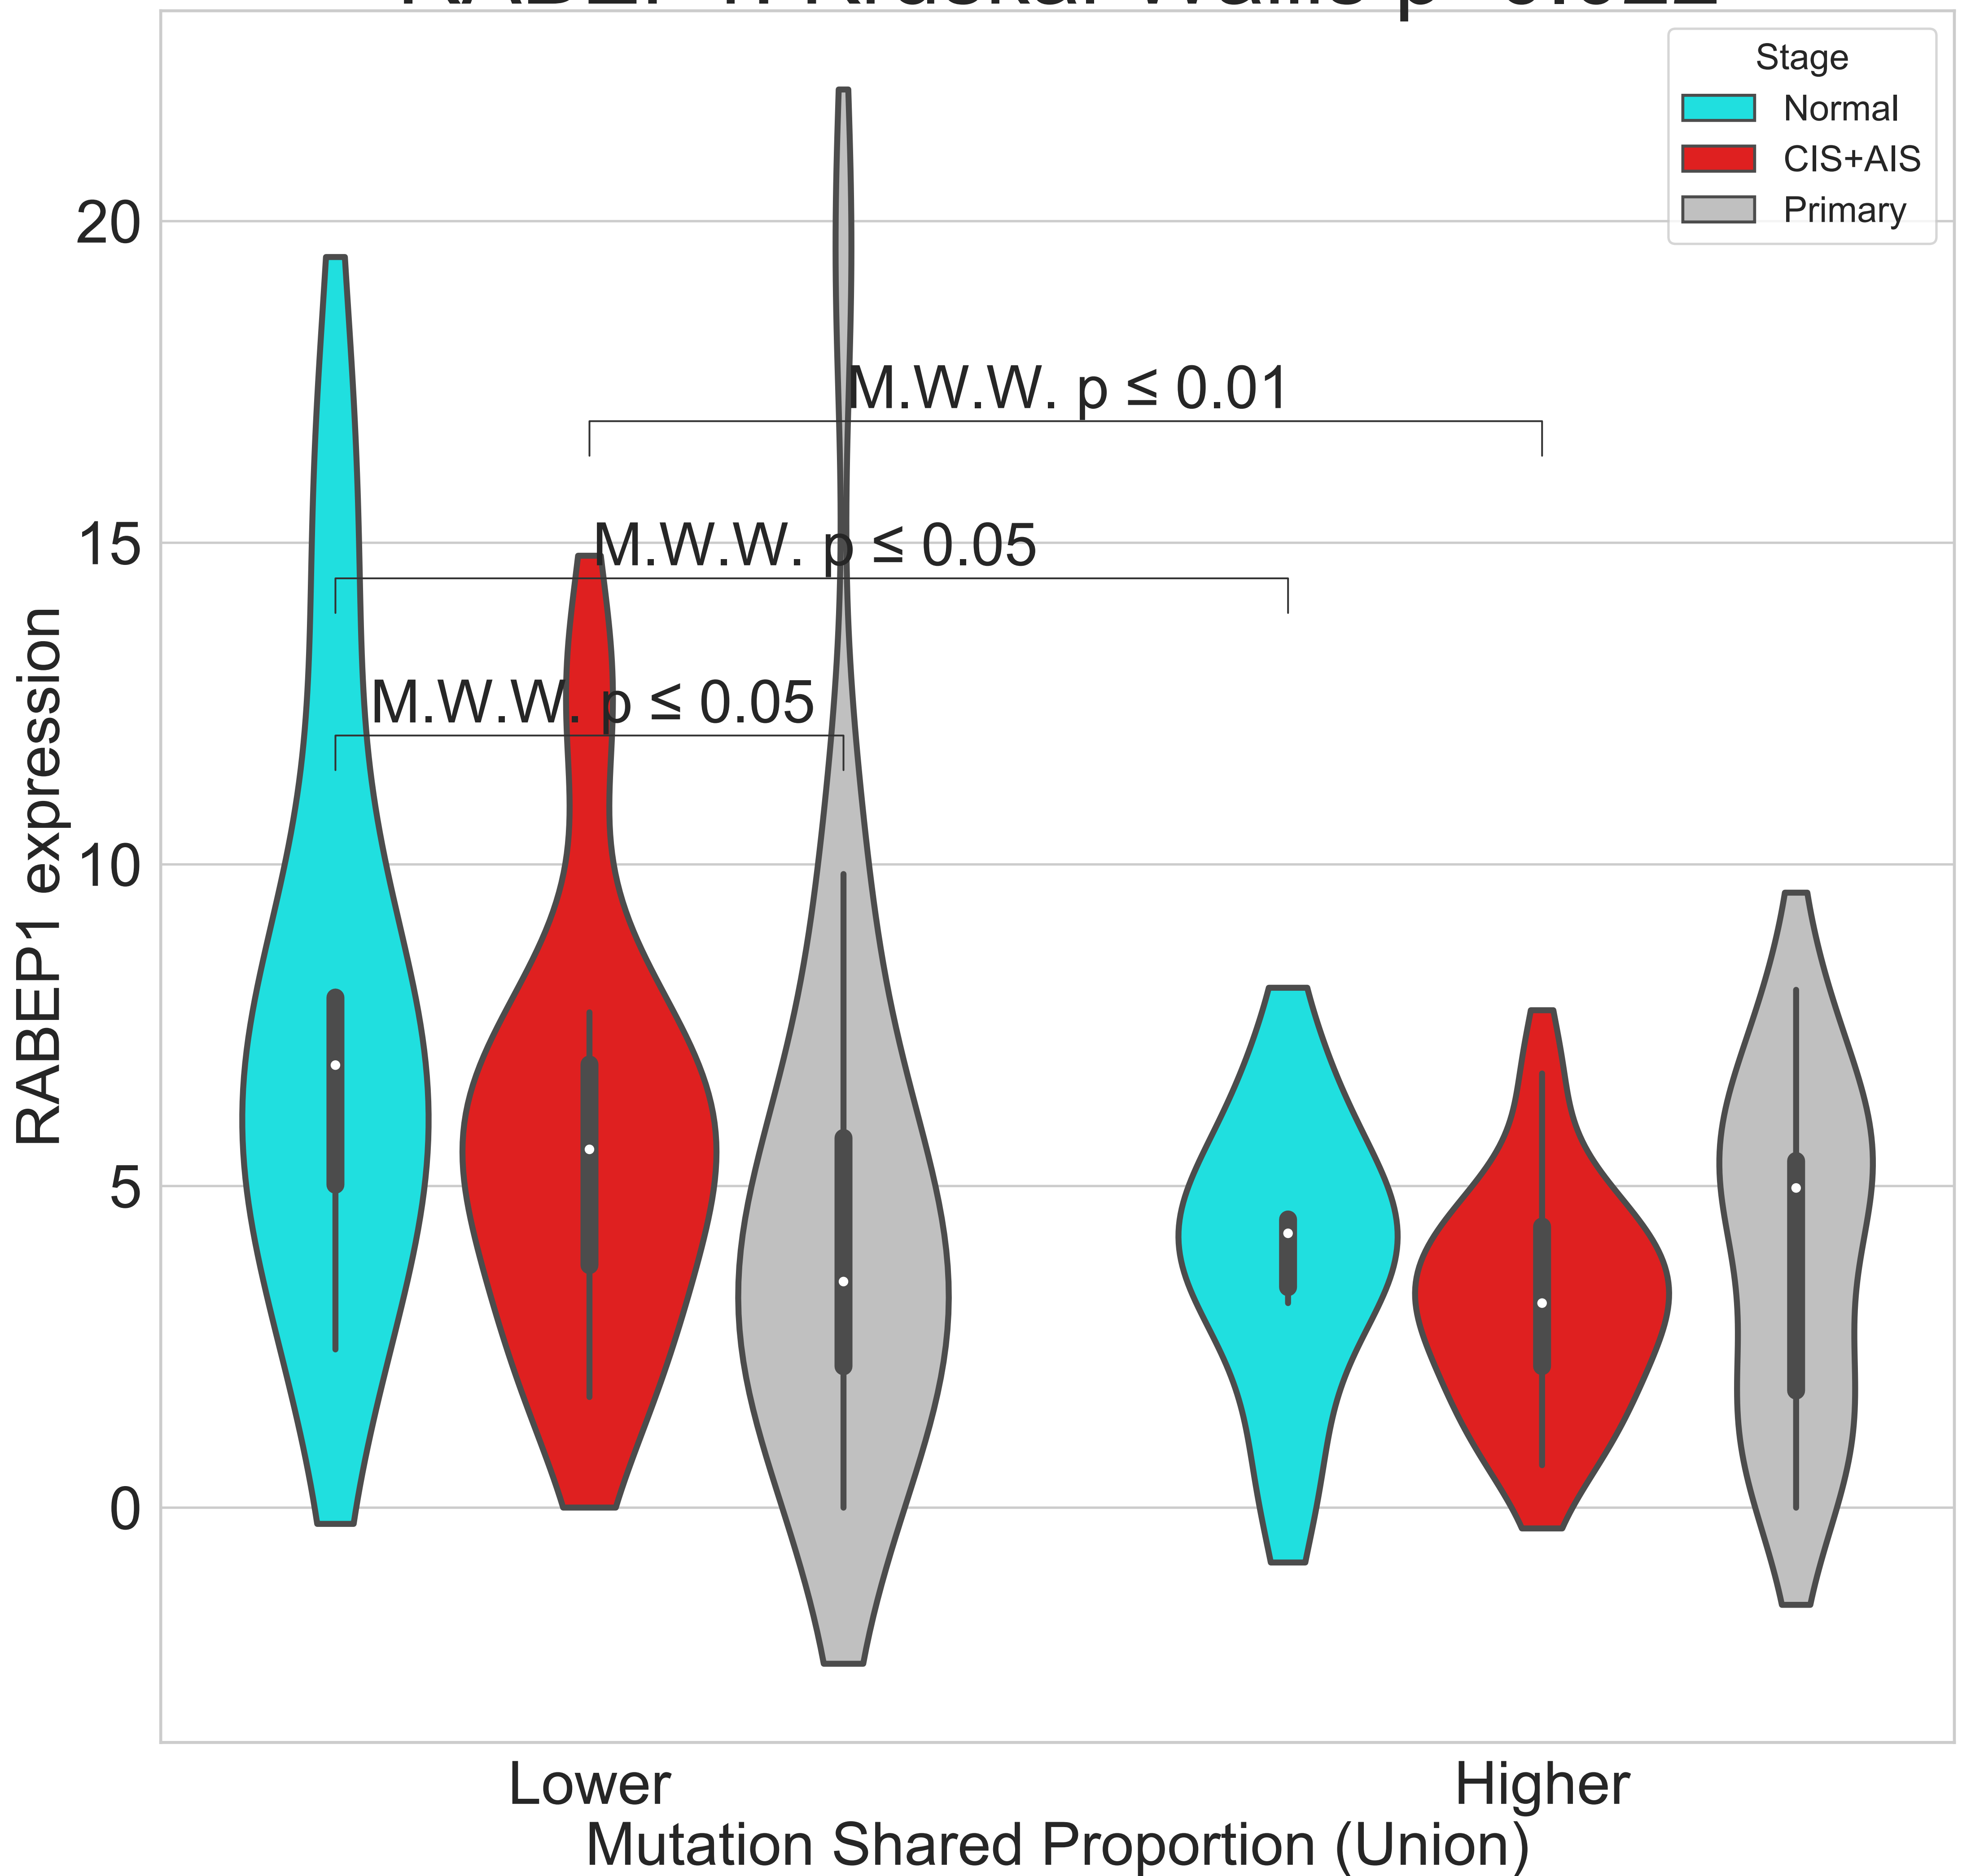 Stage
Normal
CIS+AIS
Primary
20
15
10
5
0
M.W.W. p ≤ 0.01
M.W.W. p ≤ 0.05
M.W.W. p ≤ 0.05
RABEP1 expression
Lower
Higher
Mutation Shared Proportion (Union)